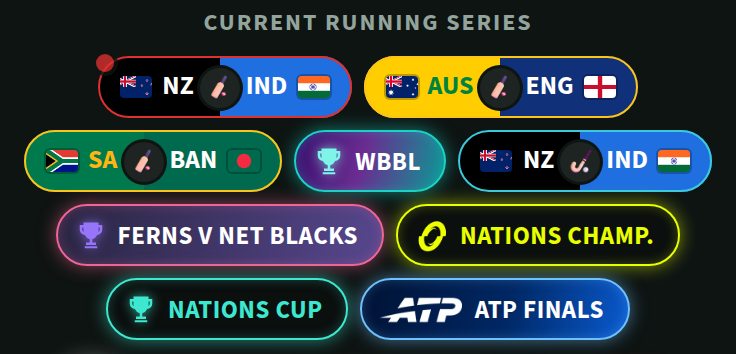 CURRENT RUNNING SERIES
NZ IND AUS ENG
SA BAN WBBL NZ IND
FERNS V NET BLACKS NATIONS CHAMP.
NATIONS CUP ATP ATP FINALS